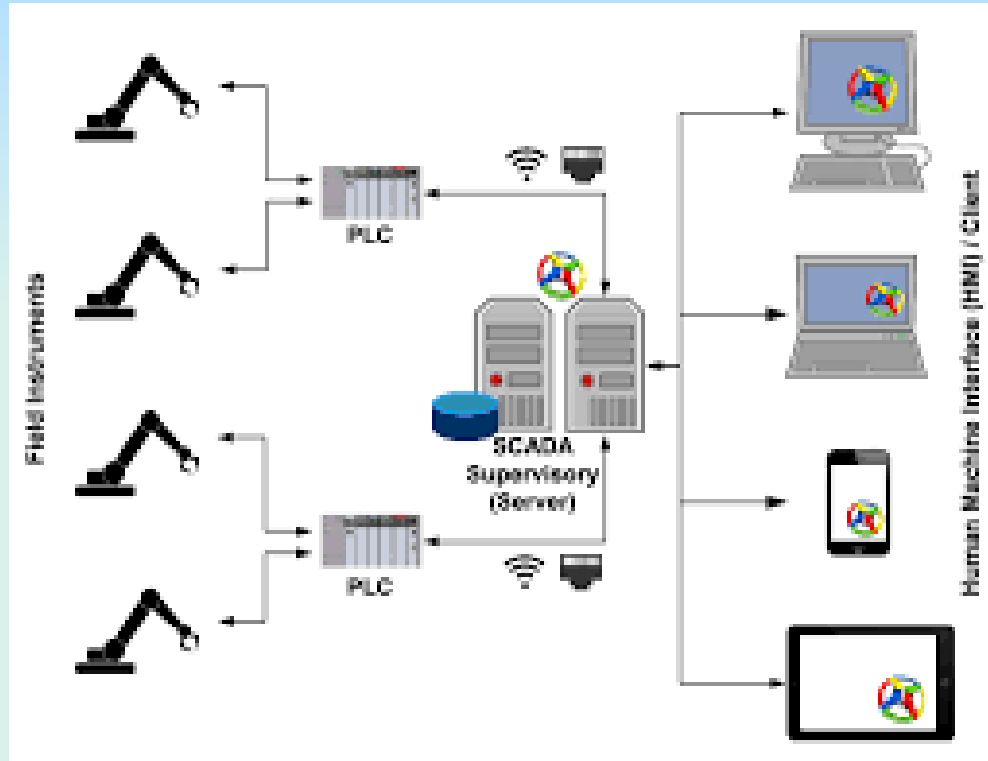 Field Instruments
PLC
SCADA
Supervisory
(Server)
PLC
Human Machine Interface (HMI) / Client